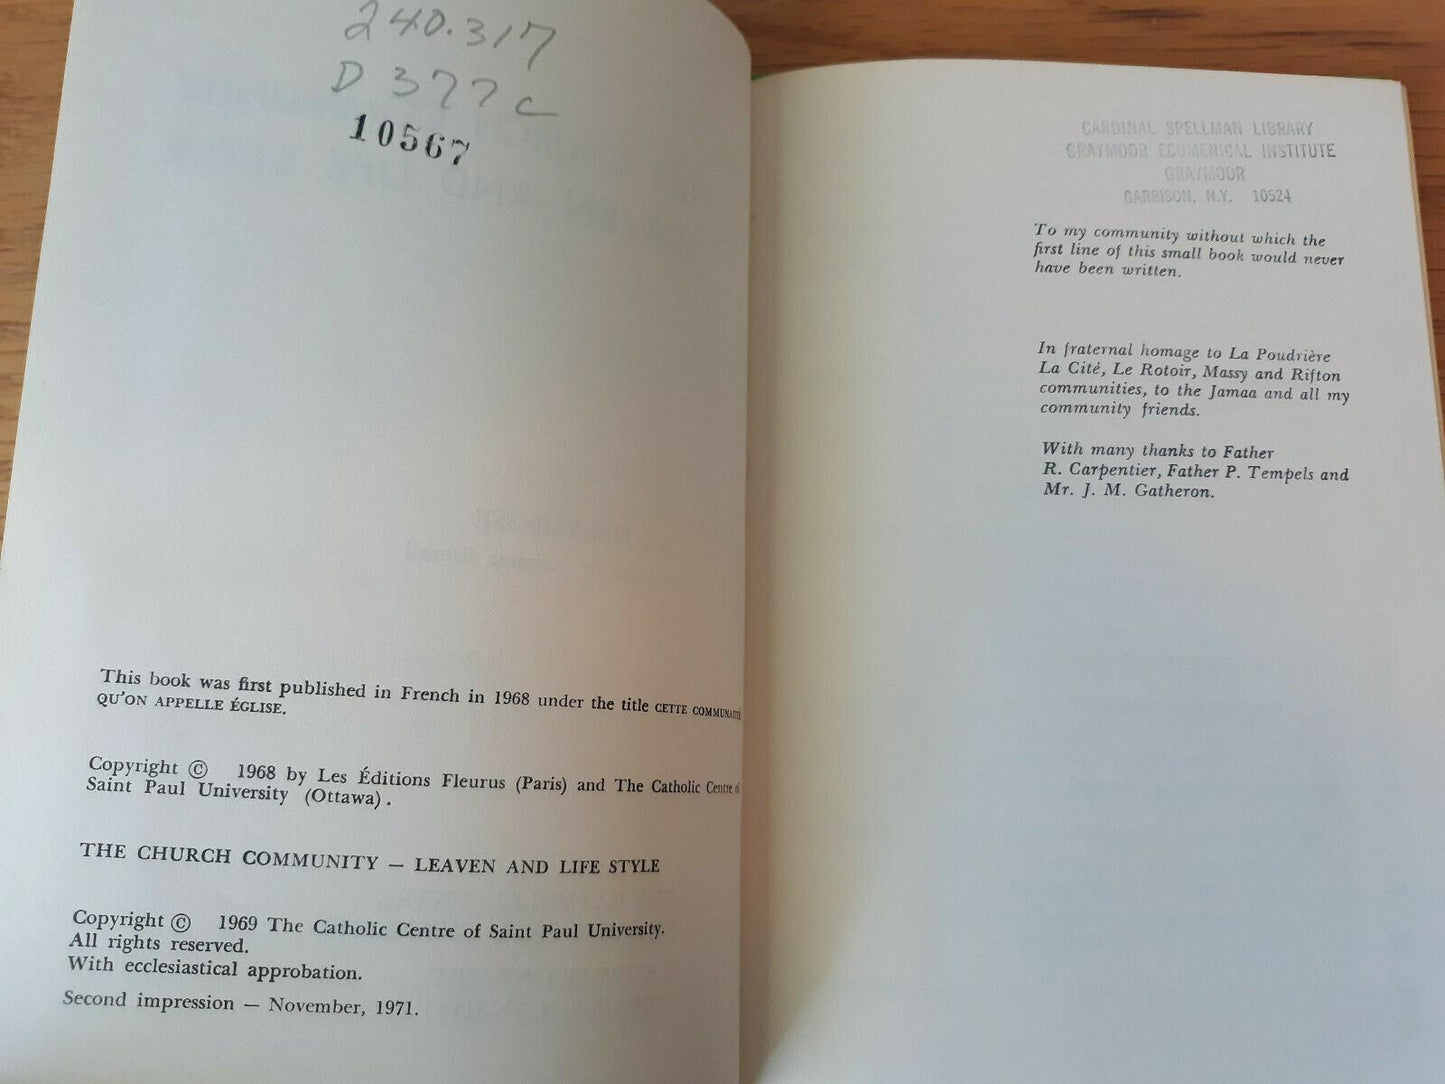 240.317
D 377c
10567
This book was first published in French in 1968 under the title CETTE COMMUNAUTÉ
QU'ON APPELLE ÉGLISE.
Copyright © 1968 by Les Éditions Fleurus (Paris) and The Catholic Centre of
Saint Paul University (Ottawa).
THE CHURCH COMMUNITY — LEAVEN AND LIFE STYLE
Copyright © 1969 The Catholic Centre of Saint Paul University.
All rights reserved.
With ecclesiastical approbation.
Second impression — November, 1971.
CARDINAL SPELLMAN LIBRARY
GRAYMOOR ECUMENICAL INSTITUTE
GRAYMOOR
GARRISON, N.Y. 10524
To my community without which the
first line of this small book would never
have been written.
In fraternal homage to La Poudrière
La Cité, Le Rotoir, Massy and Rifton
communities, to the Jamaa and all my
community friends.
With many thanks to Father
R. Carpentier, Father P. Tempels and
Mr. J. M. Gatheron.